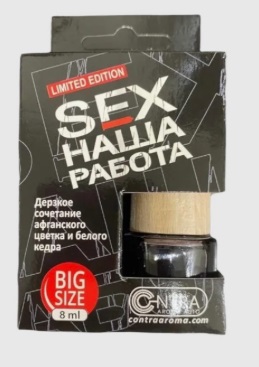 LIMITED EDITION
SEX
НАША
РАБОТА
Дерзкое
сочетание
афганского
цветка и белого
кедра
BIG
SIZE
8 ml
CONTRA
contraaroma.com